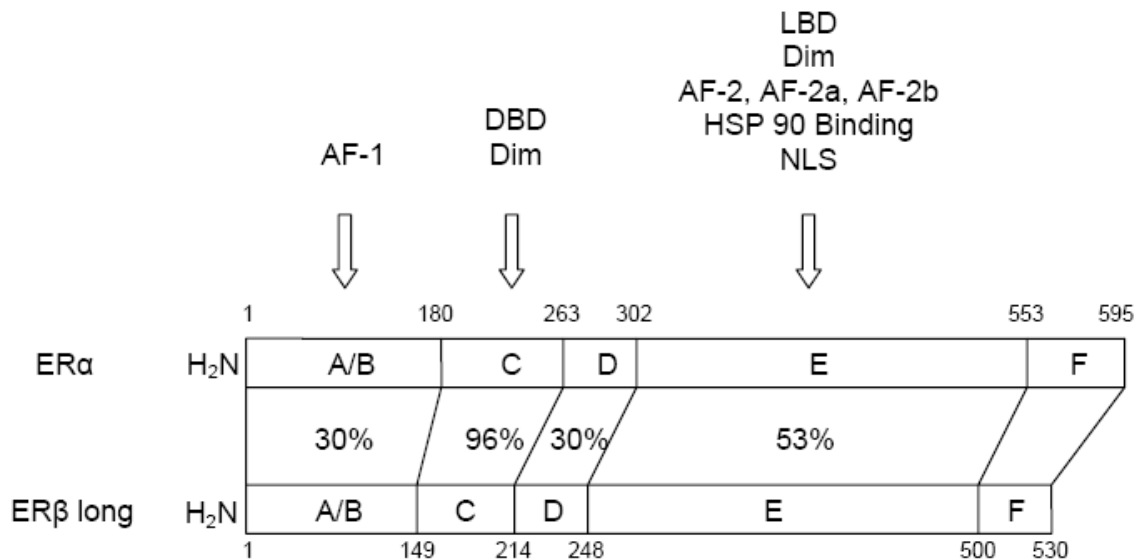 LBD
Dim
AF-2, AF-2a, AF-2b
HSP 90 Binding
NLS
DBD
Dim
AF-1
1 180 263 302 553 595
ERα H₂N A/B C D E F
30% 96% 30% 53%
ERβ long H₂N A/B C D E F
1 149 214 248 500 530